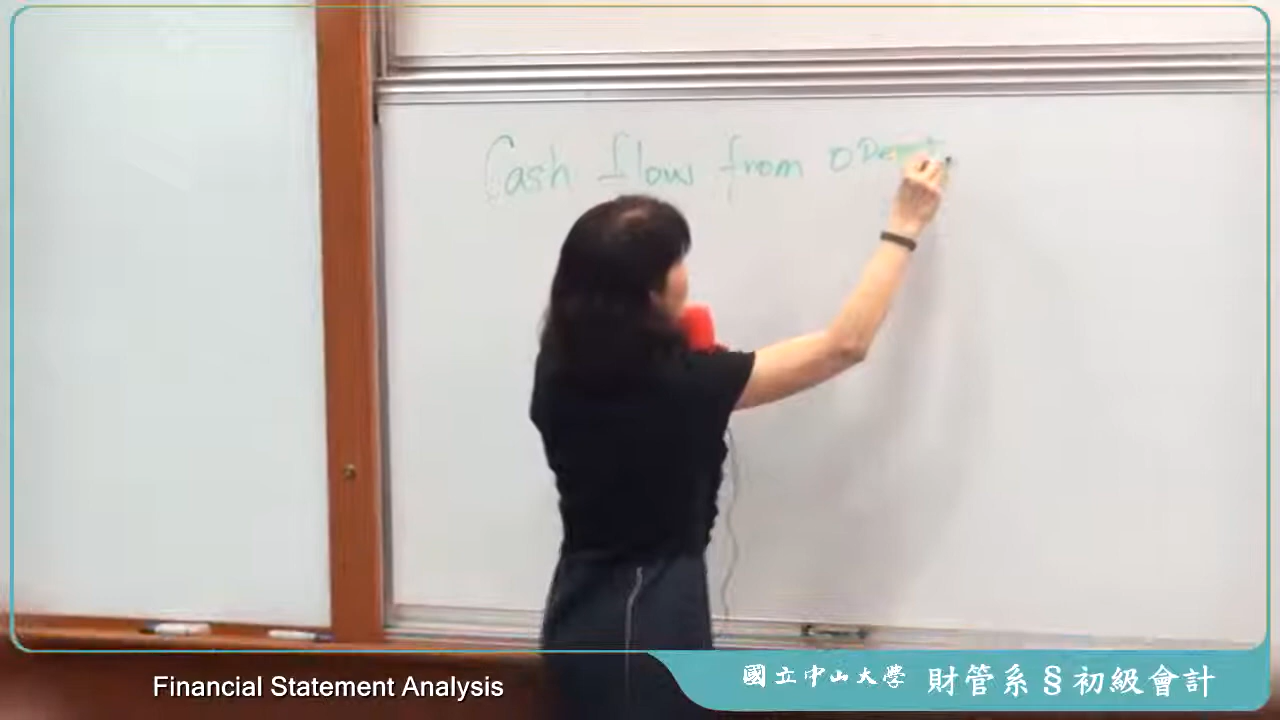 Cash flow from
Financial Statement Analysis
國立中山大學 財管系§初級會計